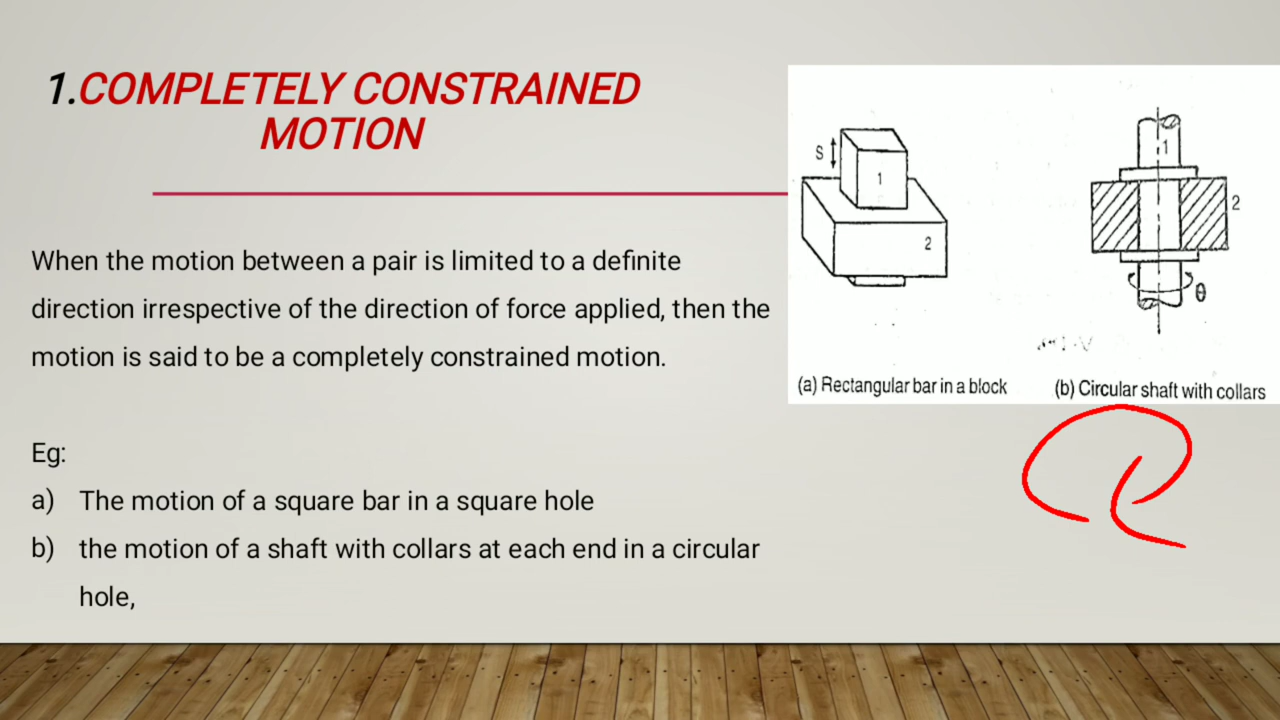 1.COMPLETELY CONSTRAINED
MOTION
When the motion between a pair is limited to a definite
direction irrespective of the direction of force applied, then the
motion is said to be a completely constrained motion.
Eg:
a) The motion of a square bar in a square hole
b) the motion of a shaft with collars at each end in a circular
hole,
S
1
2
1
2
θ
(a) Rectangular bar in a block
(b) Circular shaft with collars